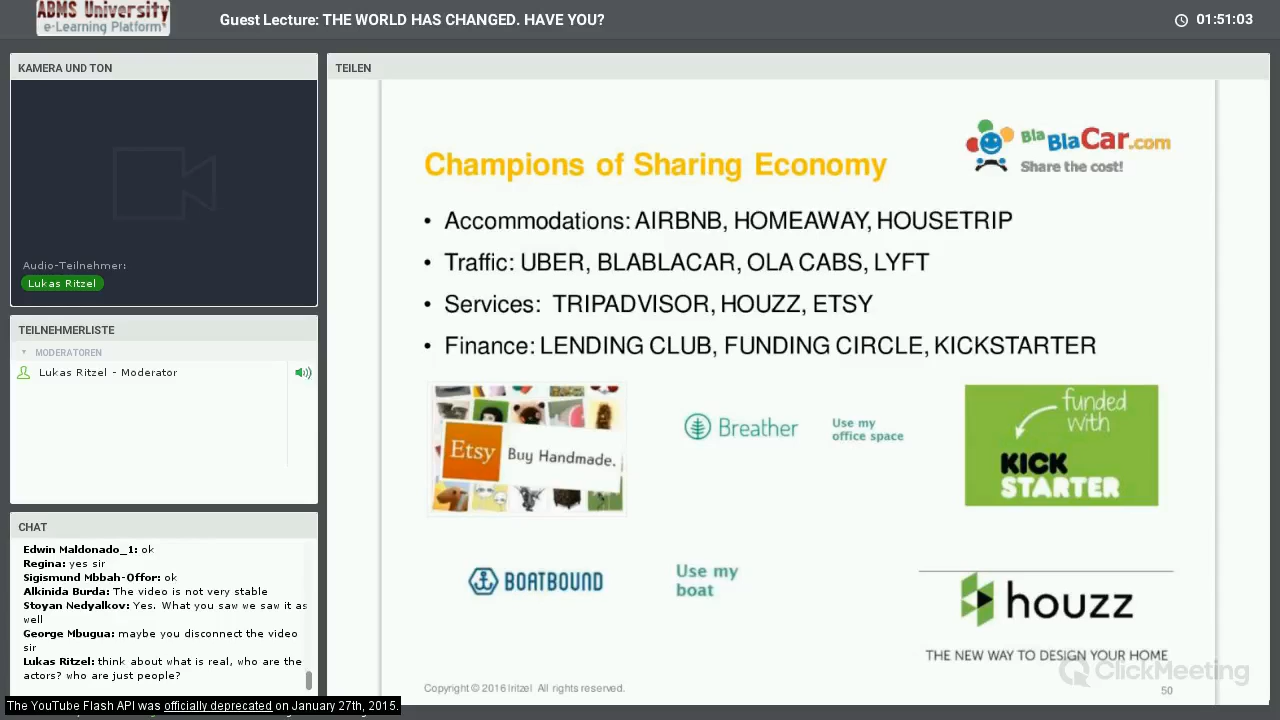 ABMS University
e-Learning Platform
Guest Lecture: THE WORLD HAS CHANGED. HAVE YOU?
01:51:03
KAMERA UND TON
Audio-Teilnehmer:
Lukas Ritzel
TEILNEHMERLISTE
MODERATOREN
Lukas Ritzel - Moderator
CHAT
Edwin Maldonado_1: ok
Regina: yes sir
Sigismund Mbbah-Offor: ok
Alkinida Burda: The video is not very stable
Stoyan Nedyalkov: Yes. What you saw we saw it as
well
George Mbugua: maybe you disconnect the video
sir
Lukas Ritzel: think about what is real, who are the
actors? who are just people?
The YouTube Flash API was officially deprecated on January 27th, 2015.
TEILEN
Bla BlaCar.com
Share the cost!
Champions of Sharing Economy
• Accommodations: AIRBNB, HOMEAWAY, HOUSETRIP
• Traffic: UBER, BLABLACAR, OLA CABS, LYFT
• Services: TRIPADVISOR, HOUZZ, ETSY
• Finance: LENDING CLUB, FUNDING CIRCLE, KICKSTARTER
Etsy Buy Handmade.
Breather
Use my
office space
funded
with
KICK
STARTER
BOATBOUND
Use my
boat
houzz
THE NEW WAY TO DESIGN YOUR HOME
ClickMeeting
Copyright © 2016 lritzel All rights reserved.
50